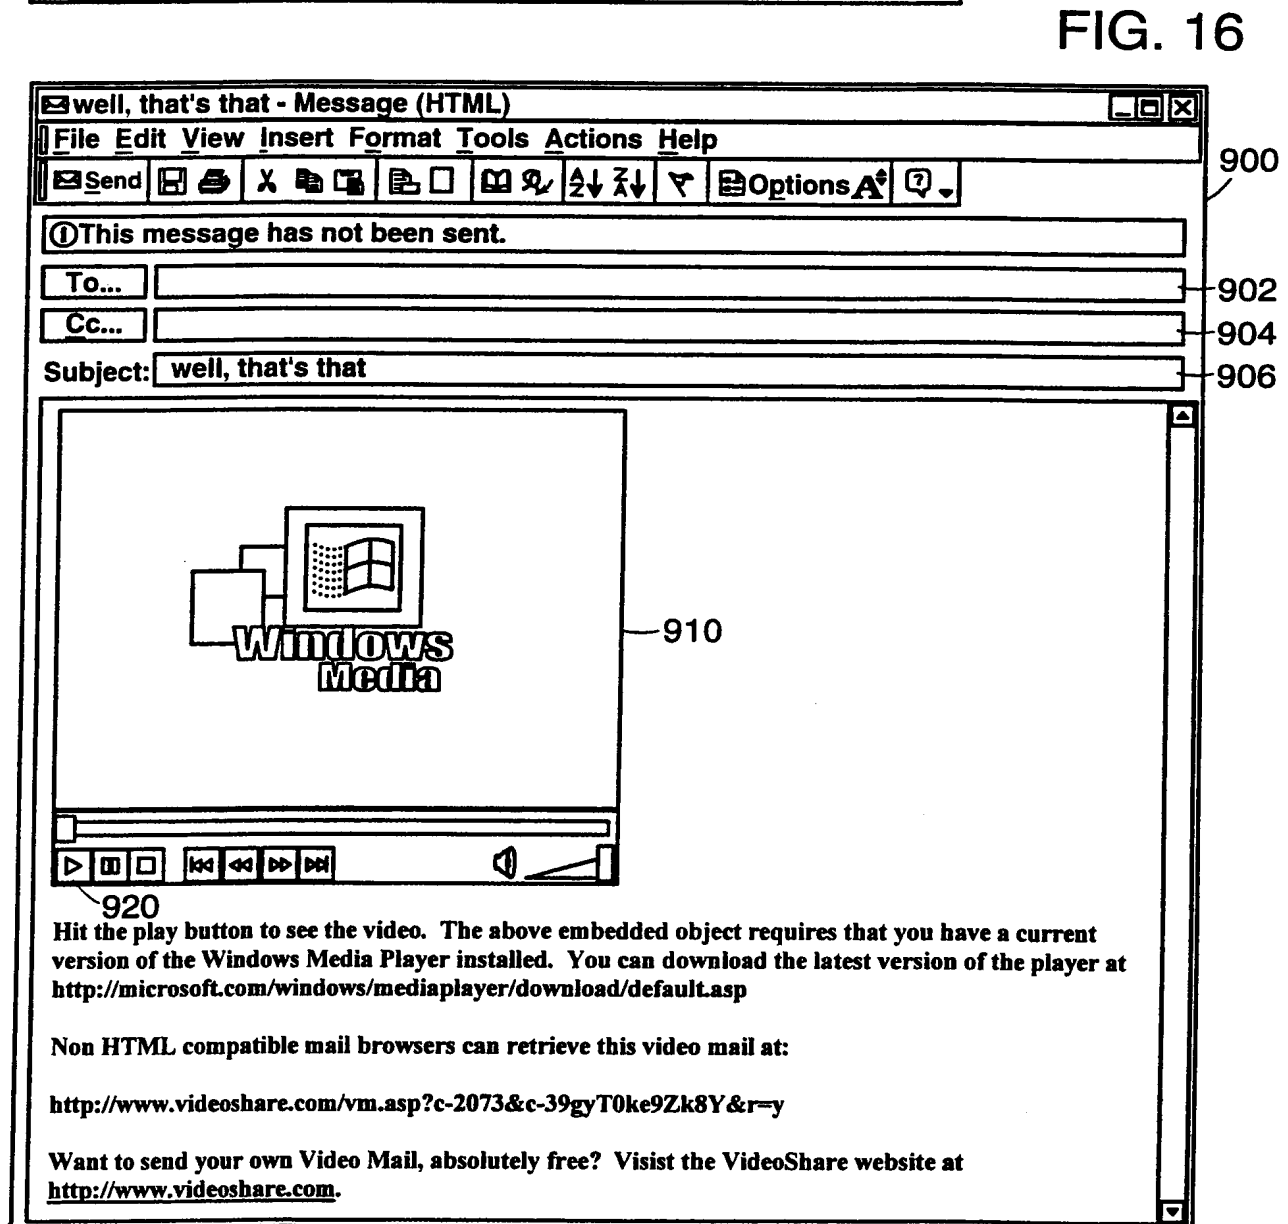 FIG. 16
well, that's that - Message (HTML)
File Edit View Insert Format Tools Actions Help
900
Send Options A
This message has not been sent.
To... 902
Cc... 904
Subject: well, that's that 906
Windows
Media
910
920
Hit the play button to see the video. The above embedded object requires that you have a current
version of the Windows Media Player installed. You can download the latest version of the player at
http://microsoft.com/windows/mediaplayer/download/default.asp
Non HTML compatible mail browsers can retrieve this video mail at:
http://www.videoshare.com/vm.asp?c-2073&c-39gyT0ke9Zk8Y&r=y
Want to send your own Video Mail, absolutely free? Visist the VideoShare website at
http://www.videoshare.com.